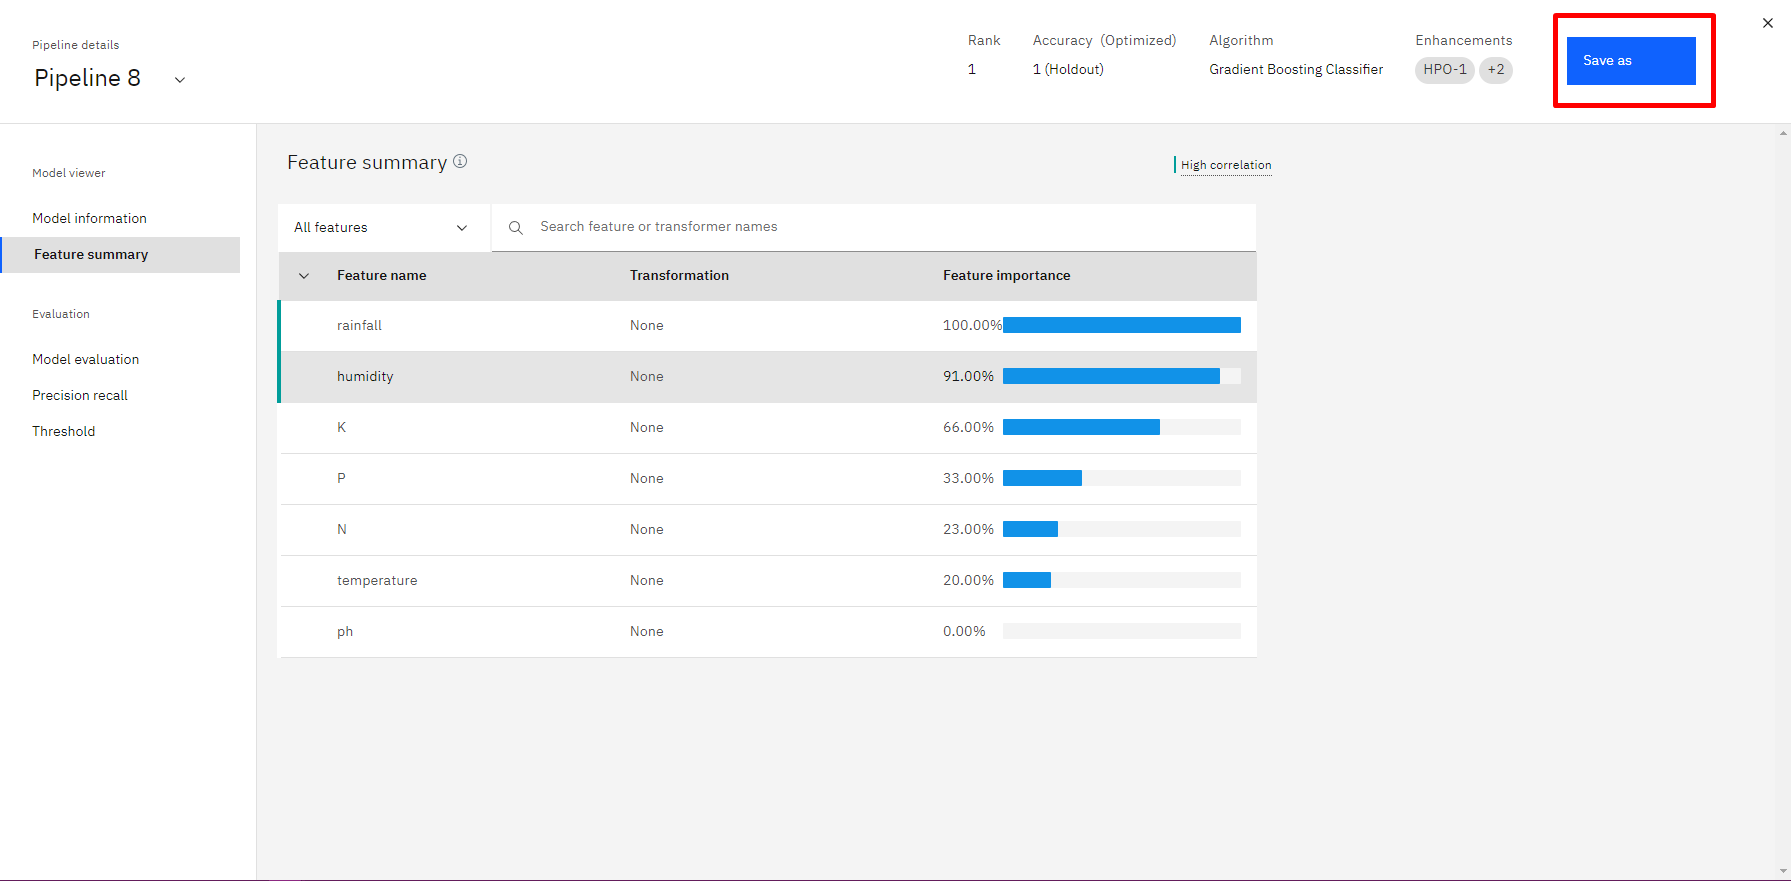 Pipeline details
Pipeline 8
Rank
1
Accuracy (Optimized)
1 (Holdout)
Algorithm
Gradient Boosting Classifier
Enhancements
HPO-1 +2
Save as
Model viewer
Model information
Feature summary
Evaluation
Model evaluation
Precision recall
Threshold
Feature summary
High correlation
All features
Search feature or transformer names
Feature name Transformation Feature importance
rainfall None 100.00%
humidity None 91.00%
K None 66.00%
P None 33.00%
N None 23.00%
temperature None 20.00%
ph None 0.00%